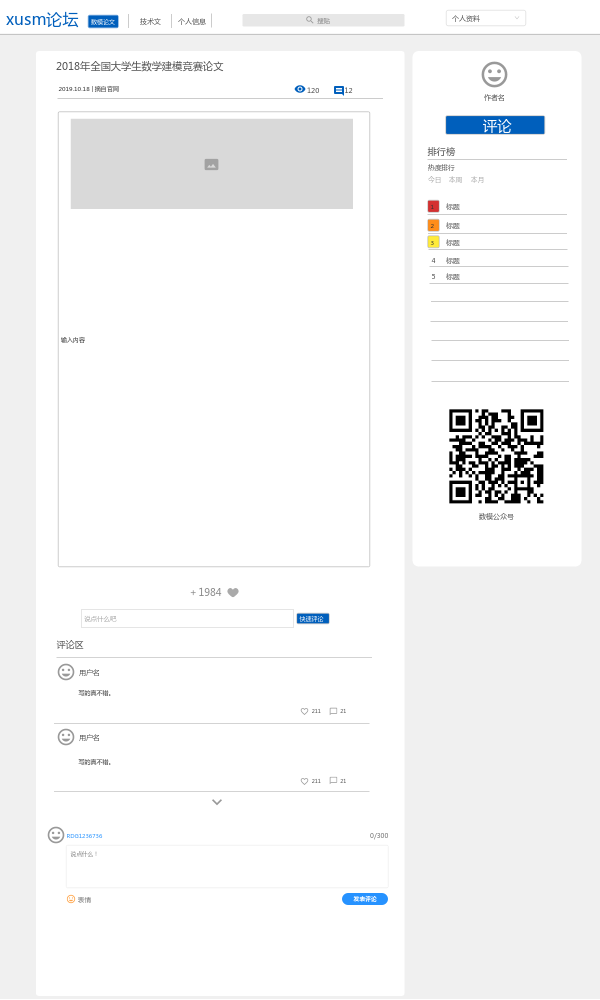 xusm论坛 数模论文 技术文 个人信息 搜贴 个人资料
2018年全国大学生数学建模竞赛论文
2019.10.18 | 摘自官网 120 12
输入内容
+ 1984
说点什么吧 快速评论
评论区
用户名
写的真不错。
211 21
用户名
写的真不错。
211 21
RDD1236736 0/300
说点什么！
表情 发表评论
作者名
评论
排行榜
热度排行
今日 本周 本月
1 标题
2 标题
3 标题
4 标题
5 标题
数模公众号